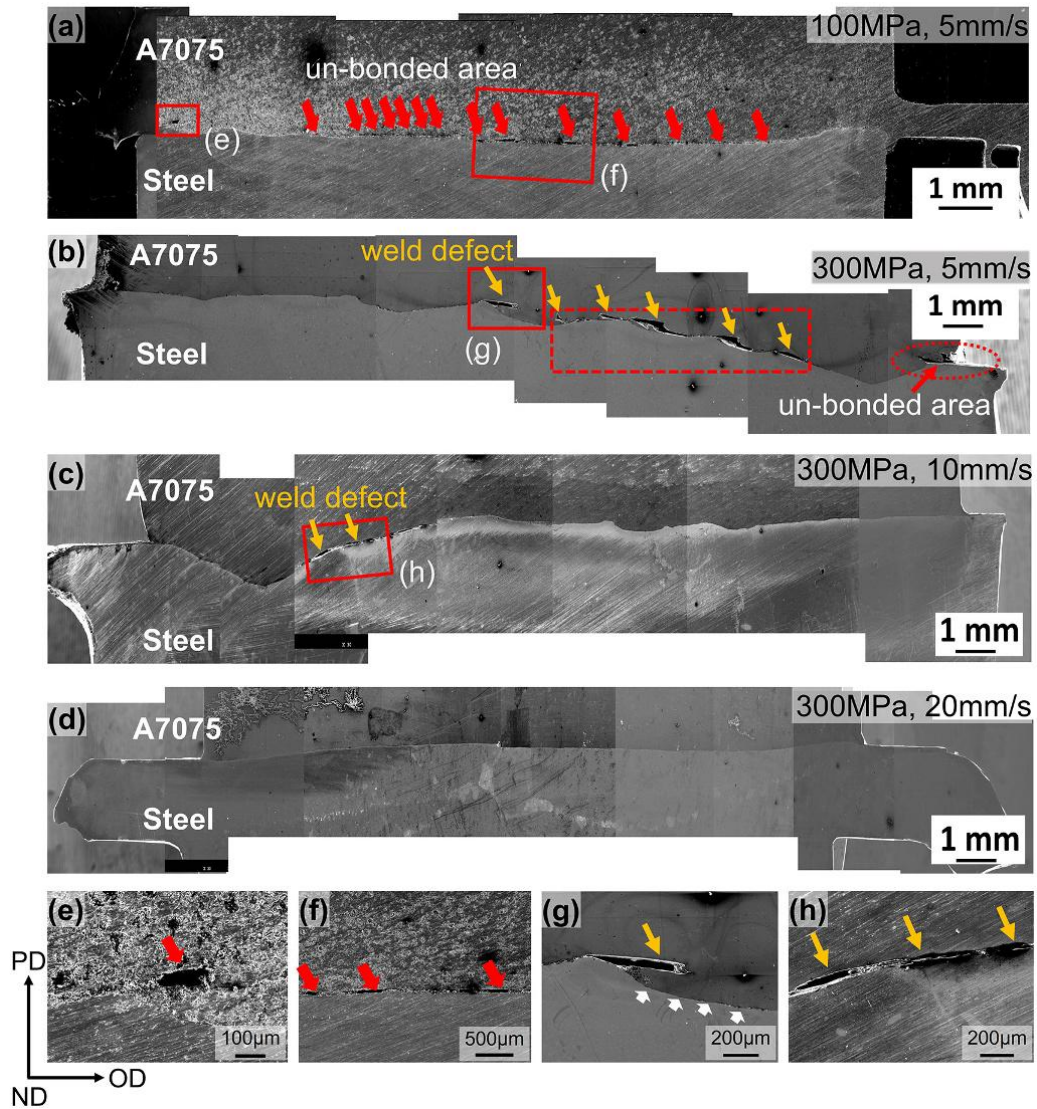 (a)
100MPa, 5mm/s
A7075
un-bonded area
(e)
(f)
Steel
1 mm
(b)
A7075
weld defect
300MPa, 5mm/s
1 mm
Steel
(g)
un-bonded area
(c)
300MPa, 10mm/s
A7075
weld defect
(h)
Steel
1 mm
(d)
300MPa, 20mm/s
A7075
Steel
1 mm
(e)
(f)
(g)
(h)
PD
100μm
500μm
200μm
200μm
OD
ND